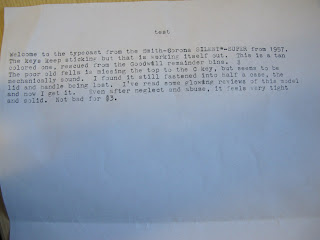 test
Welcome to the typecast from the Smith-Corona SILENT-SUPER from 1957.
The keys keep sticking but that is working itself out. This is a tan
colored one, rescued from the Goodwill remainder bins.
The poor old fella is missing the top to the O key, but seems to be
mechanically sound. I found it still fastened into half a case, the
lid and handle being lost. I've read some glowing reviews of this model
and now I get it. Even after neglect and abuse, it feels very tight
and solid. Not bad for $3.